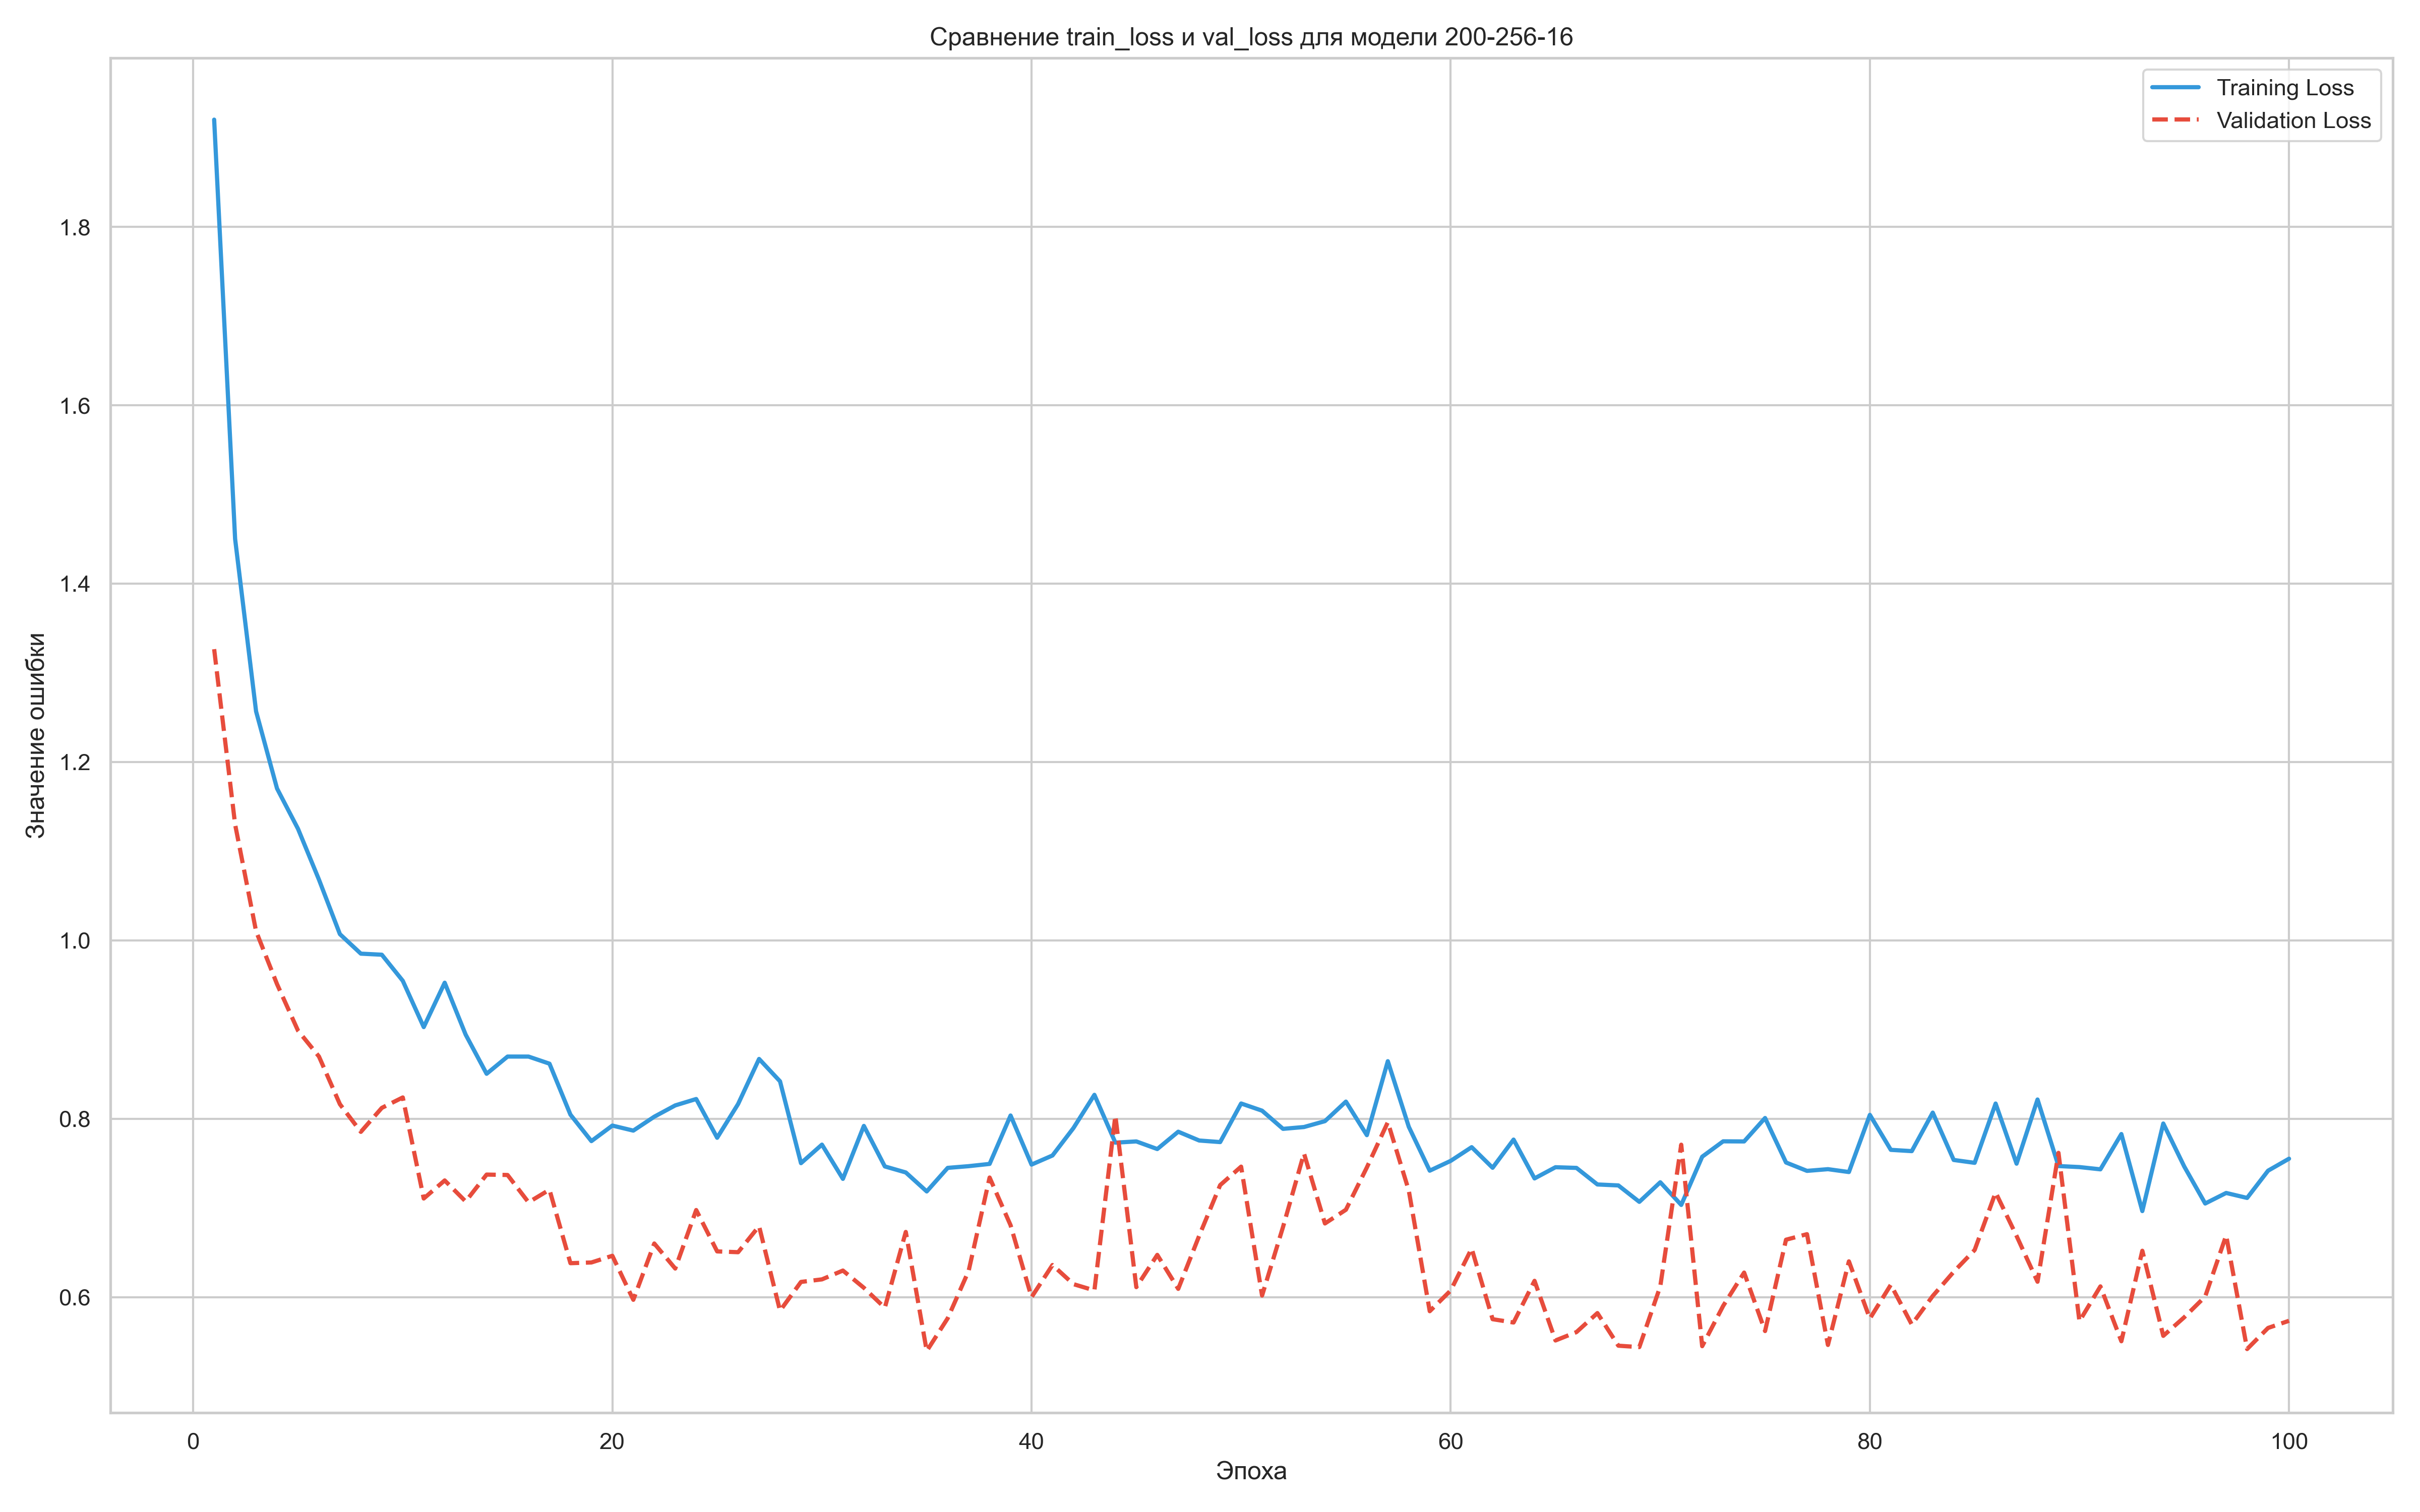 Сравнение train_loss и val_loss для модели 200-256-16
Training Loss
Validation Loss
Значение ошибки
1.8
1.6
1.4
1.2
1.0
0.8
0.6
0
20
40
60
80
100
Эпоха